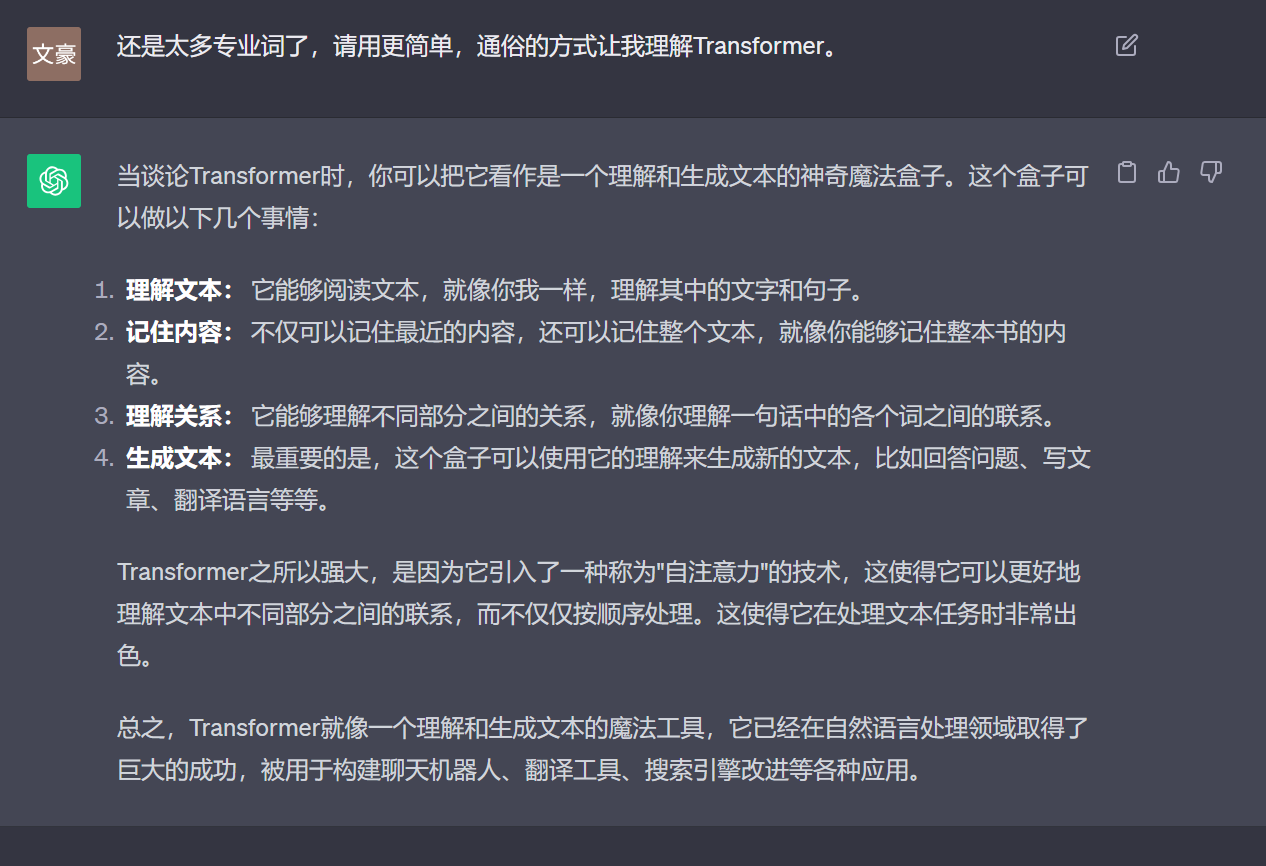 文豪
还是太多专业词了，请用更简单，通俗的方式让我理解Transformer。
当谈论Transformer时，你可以把它看作是一个理解和生成文本的神奇魔法盒子。这个盒子可
以做以下几个事情：
1. 理解文本： 它能够阅读文本，就像你我一样，理解其中的文字和句子。
2. 记住内容： 不仅可以记住最近的内容，还可以记住整个文本，就像你能够记住整本书的内
容。
3. 理解关系： 它能够理解不同部分之间的关系，就像你理解一句话中的各个词之间的联系。
4. 生成文本： 最重要的是，这个盒子可以使用它的理解来生成新的文本，比如回答问题、写文
章、翻译语言等等。
Transformer之所以强大，是因为它引入了一种称为"自注意力"的技术，这使得它可以更好地
理解文本中不同部分之间的联系，而不仅仅按顺序处理。这使得它在处理文本任务时非常出
色。
总之，Transformer就像一个理解和生成文本的魔法工具，它已经在自然语言处理领域取得了
巨大的成功，被用于构建聊天机器人、翻译工具、搜索引擎改进等各种应用。